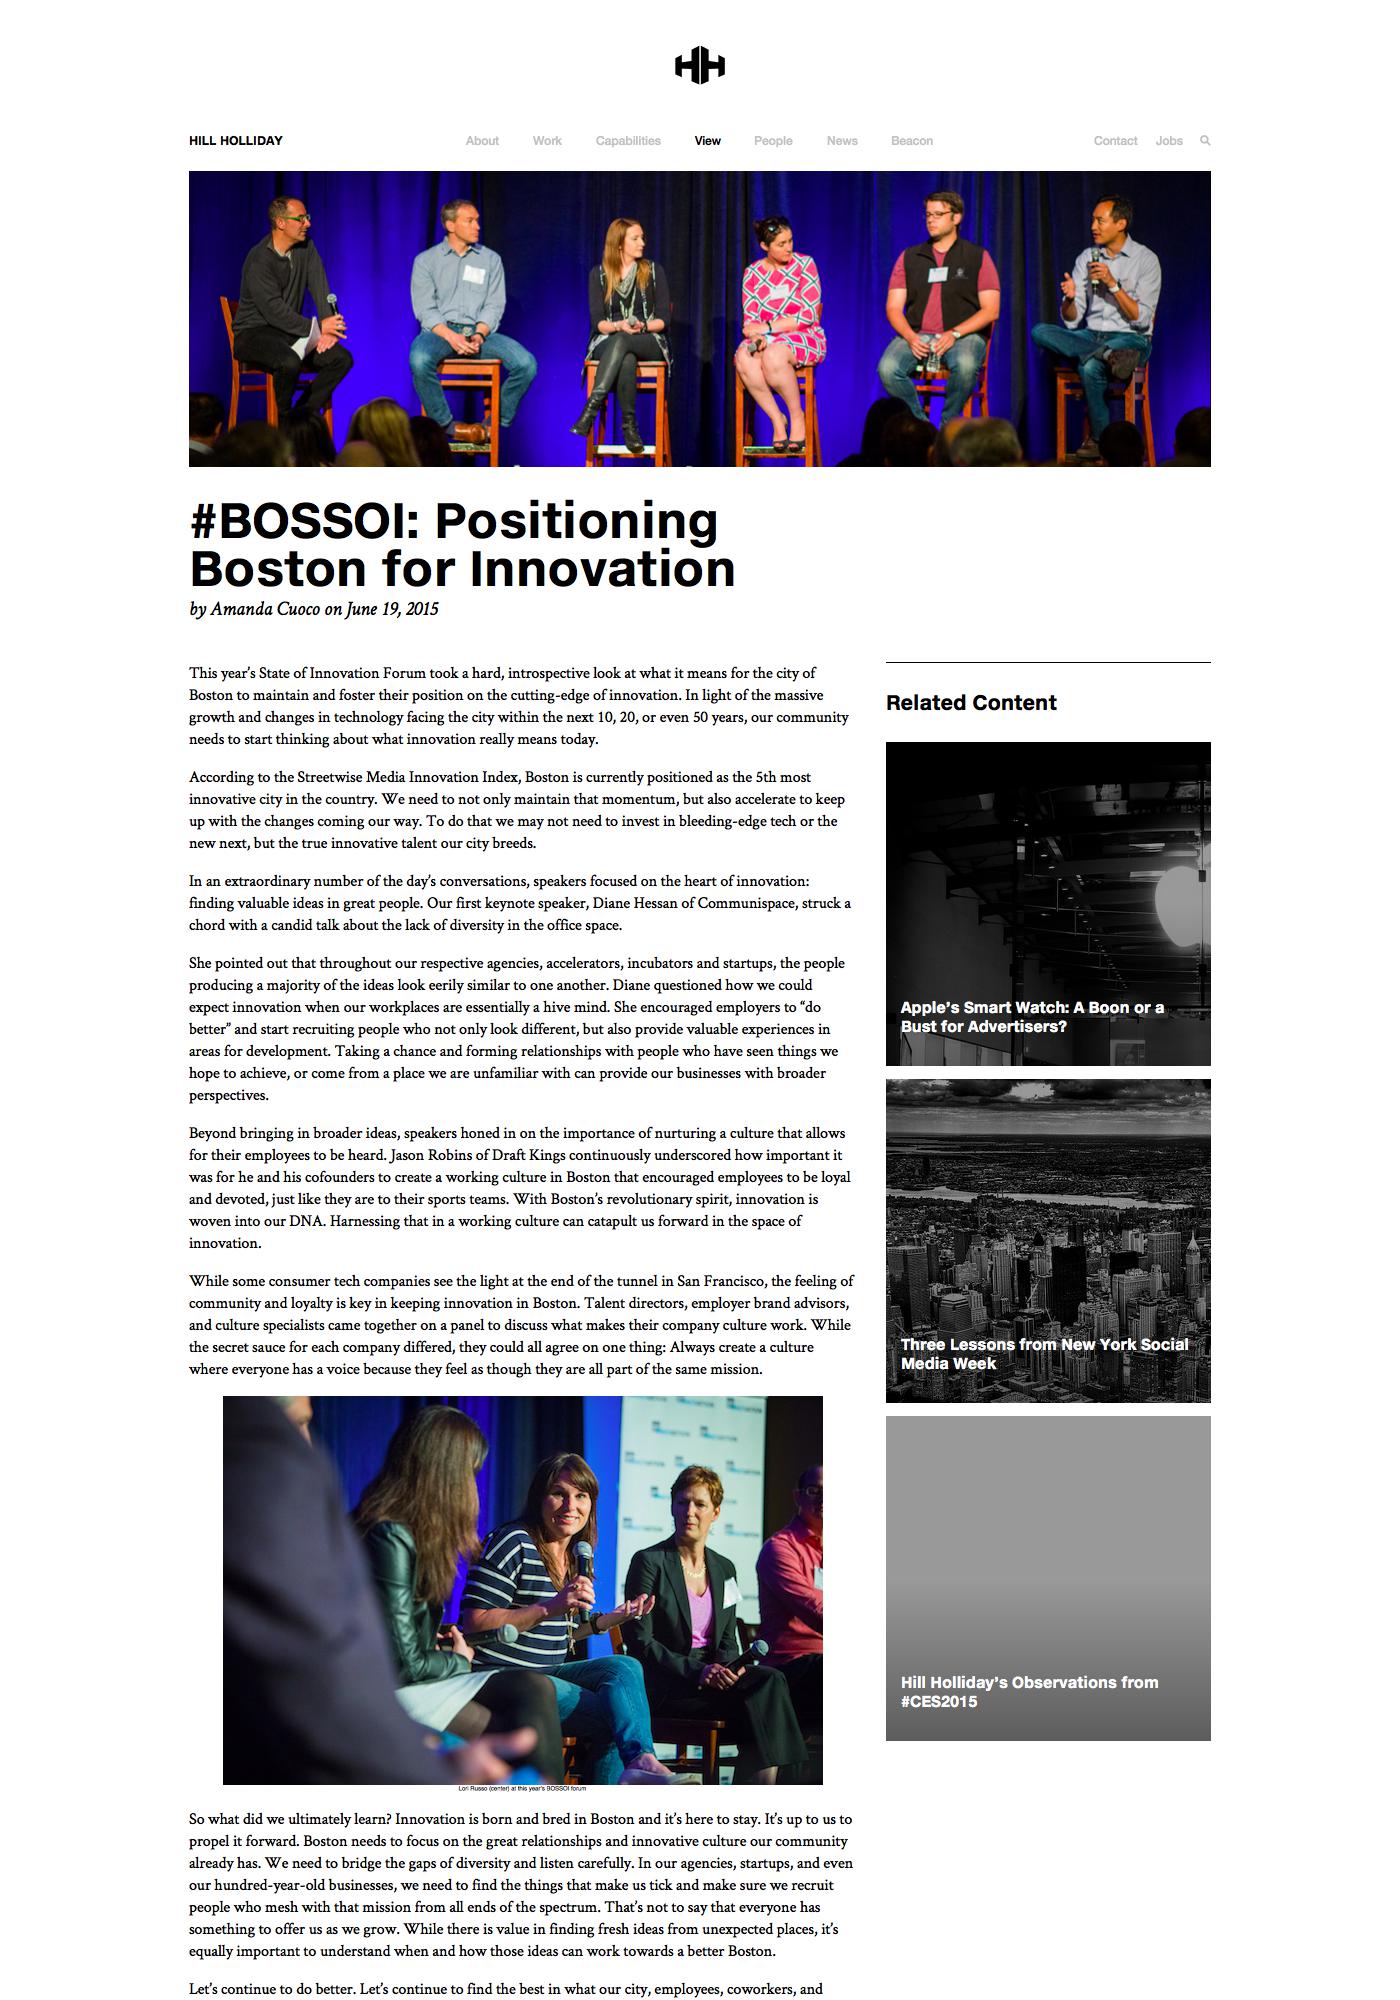 HH
HILL HOLLIDAY
About Work Capabilities View People News Beacon
Contact Jobs
#BOSSOI: Positioning
Boston for Innovation
by Amanda Cuoco on June 19, 2015
This year's State of Innovation Forum took a hard, introspective look at what it means for the city of
Boston to maintain and foster their position on the cutting-edge of innovation. In light of the massive
growth and changes in technology facing the city within the next 10, 20, or even 50 years, our community
needs to start thinking about what innovation really means today.
According to the Streetwise Media Innovation Index, Boston is currently positioned as the 5th most
innovative city in the country. We need to not only maintain that momentum, but also accelerate to keep
up with the changes coming our way. To do that we may not need to invest in bleeding-edge tech or the
new next, but the true innovative talent our city breeds.
In an extraordinary number of the day's conversations, speakers focused on the heart of innovation:
finding valuable ideas in great people. Our first keynote speaker, Diane Hessan of Communispace, struck a
chord with a candid talk about the lack of diversity in the office space.
She pointed out that throughout our respective agencies, accelerators, incubators and startups, the people
producing a majority of the ideas look eerily similar to one another. Diane questioned how we could
expect innovation when our workplaces are essentially a hive mind. She encouraged employers to “do
better” and start recruiting people who not only look different, but also provide valuable experiences in
areas for development. Taking a chance and forming relationships with people who have seen things we
hope to achieve, or come from a place we are unfamiliar with can provide our businesses with broader
perspectives.
Beyond bringing in broader ideas, speakers honed in on the importance of nurturing a culture that allows
for their employees to be heard. Jason Robins of Draft Kings continuously underscored how important it
was for he and his cofounders to create a working culture in Boston that encouraged employees to be loyal
and devoted, just like they are to their sports teams. With Boston's revolutionary spirit, innovation is
woven into our DNA. Harnessing that in a working culture can catapult us forward in the space of
innovation.
While some consumer tech companies see the light at the end of the tunnel in San Francisco, the feeling of
community and loyalty is key in keeping innovation in Boston. Talent directors, employer brand advisors,
and culture specialists came together on a panel to discuss what makes their company culture work. While
the secret sauce for each company differed, they could all agree on one thing: Always create a culture
where everyone has a voice because they feel as though they are all part of the same mission.
Lori Russo (center) at this year's BOSSOI forum
So what did we ultimately learn? Innovation is born and bred in Boston and it's here to stay. It's up to us to
propel it forward. Boston needs to focus on the great relationships and innovative culture our community
already has. We need to bridge the gaps of diversity and listen carefully. In our agencies, startups, and even
our hundred-year-old businesses, we need to find the things that make us tick and make sure we recruit
people who mesh with that mission from all ends of the spectrum. That's not to say that everyone has
something to offer us as we grow. While there is value in finding fresh ideas from unexpected places, it's
equally important to understand when and how those ideas can work towards a better Boston.
Let's continue to do better. Let's continue to find the best in what our city, employees, coworkers, and
Related Content
Apple's Smart Watch: A Boon or a
Bust for Advertisers?
Three Lessons from New York Social
Media Week
Hill Holliday's Observations from
#CES2015